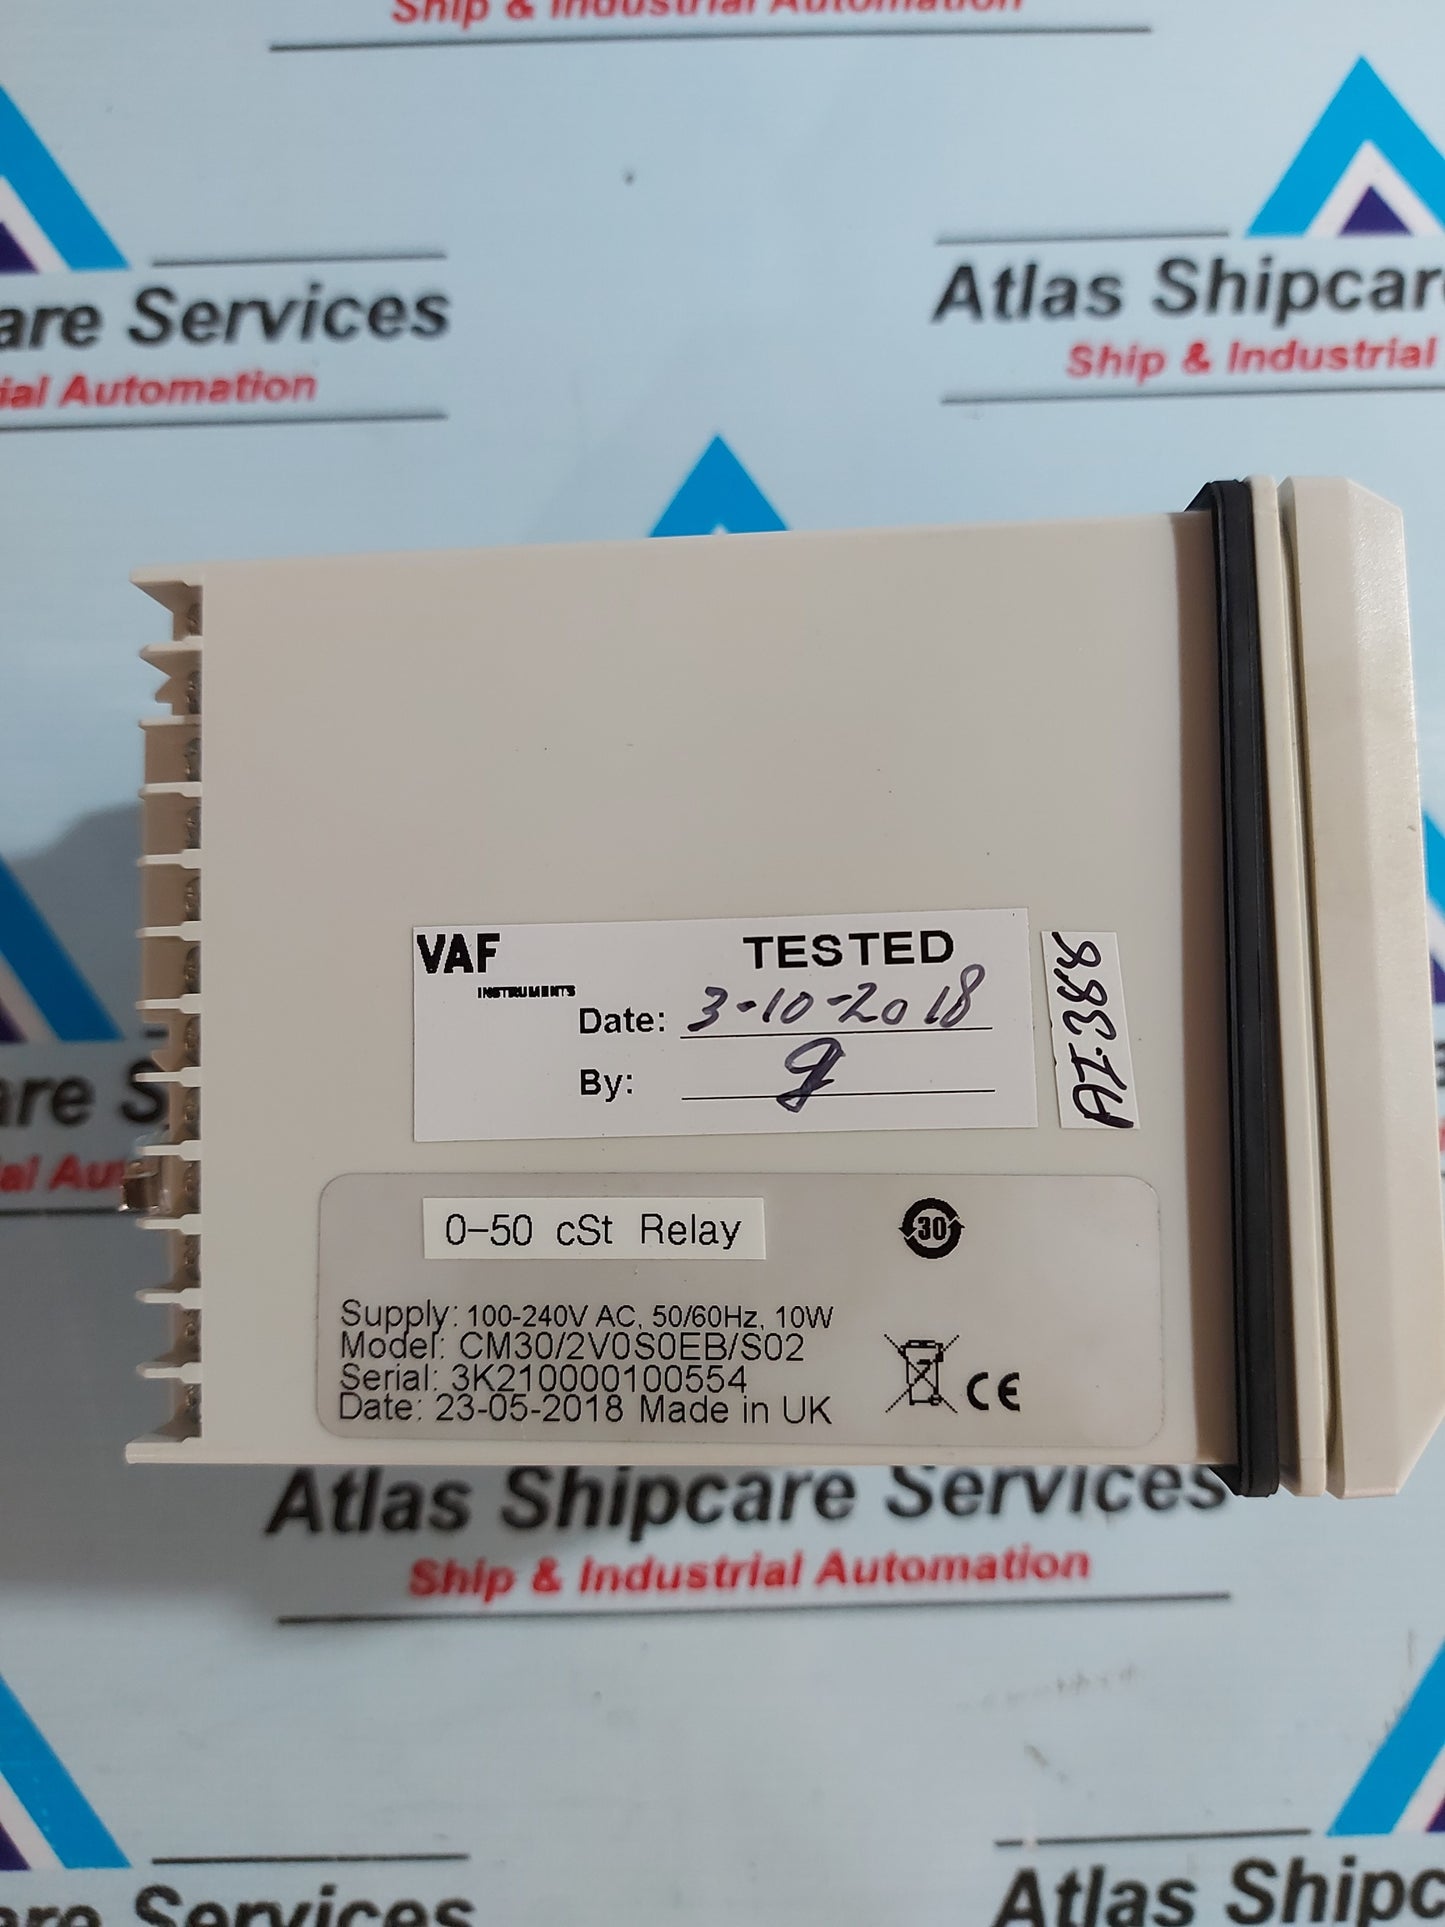 Ship & Industrial Automation
are Services
ial Automation
Atlas Shipcar
Ship & Industrial
VAF
INSTRUMENTS
TESTED
Date: 3-10-2018
By:
AI.388
0-50 cSt Relay
30
Supply: 100-240V AC, 50/60Hz, 10W
Model: CM30/2V0S0EB/S02
Serial: 3K210000100554
Date: 23-05-2018 Made in UK
CE
are S
al Au
Atlas Shipcare Services
Ship & Industrial Automation
re Services
Atlas Shipc